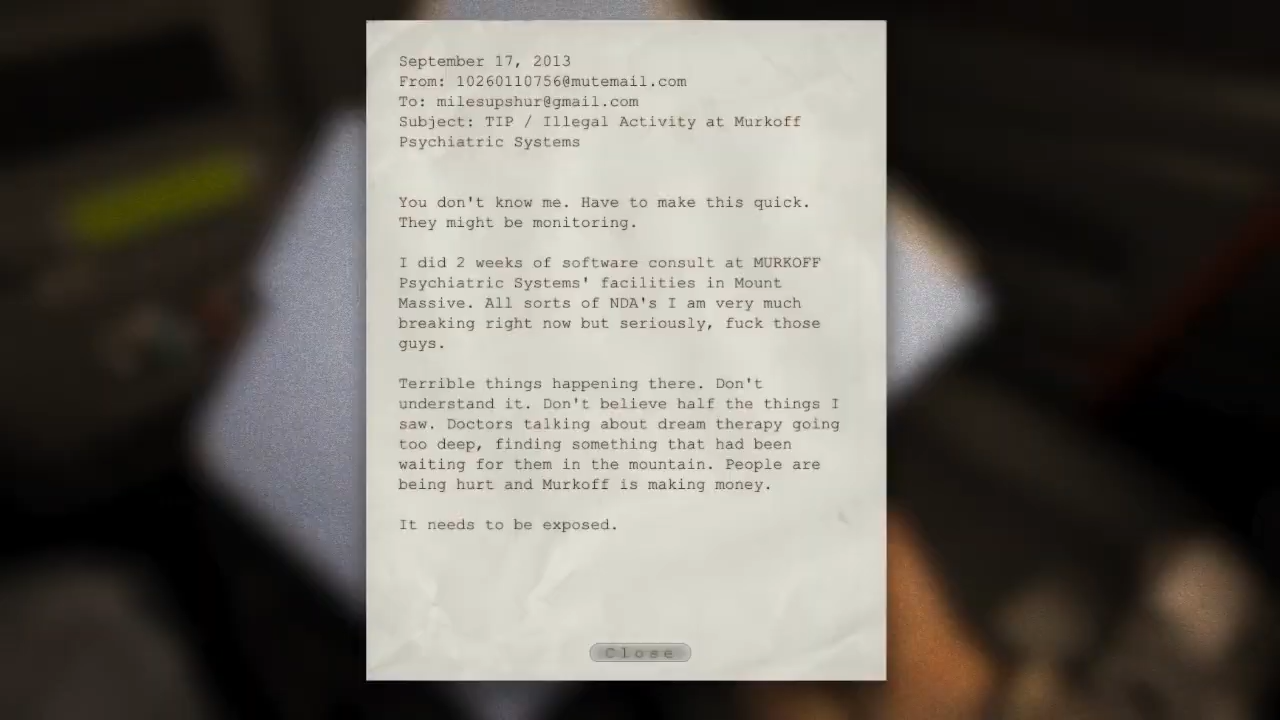 September 17, 2013
From: 10260110756@mutemail.com
To: milesupshur@gmail.com
Subject: TIP / Illegal Activity at Murkoff
Psychiatric Systems
You don't know me. Have to make this quick.
They might be monitoring.
I did 2 weeks of software consult at MURKOFF
Psychiatric Systems' facilities in Mount
Massive. All sorts of NDA's I am very much
breaking right now but seriously, fuck those
guys.
Terrible things happening there. Don't
understand it. Don't believe half the things I
saw. Doctors talking about dream therapy going
too deep, finding something that had been
waiting for them in the mountain. People are
being hurt and Murkoff is making money.
It needs to be exposed.
Close